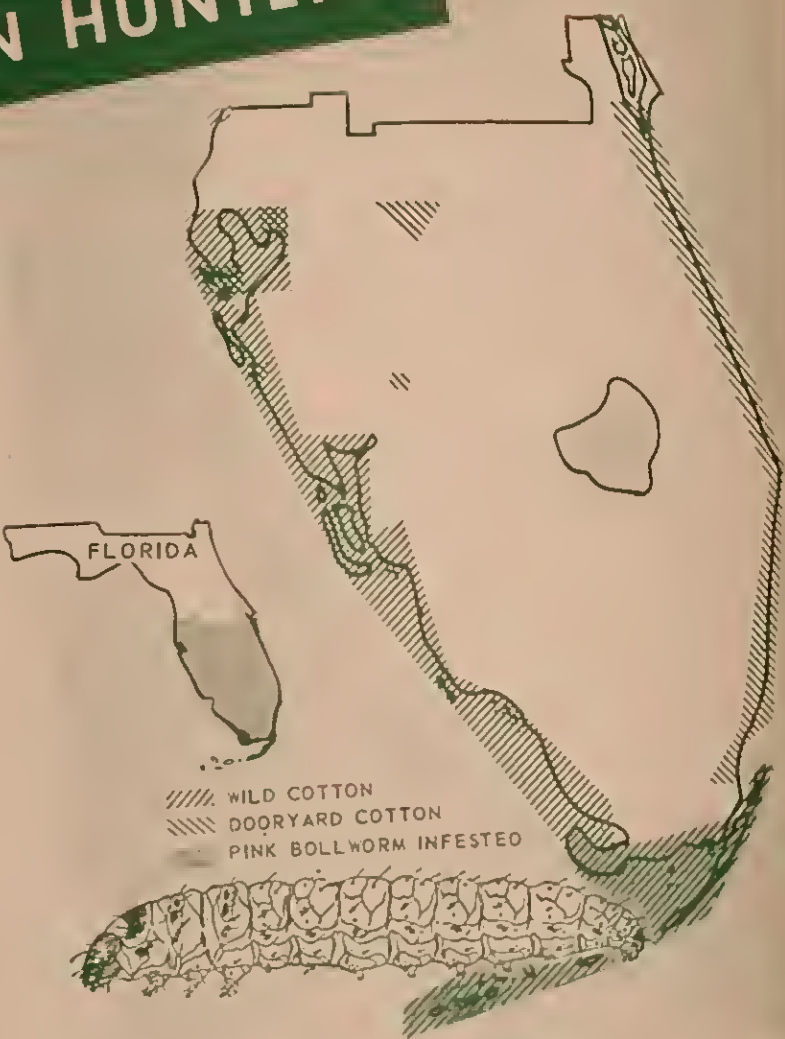 N HUNTE
FLORIDA
WILD COTTON
DOORYARD COTTON
PINK BOLLWORM INFESTED